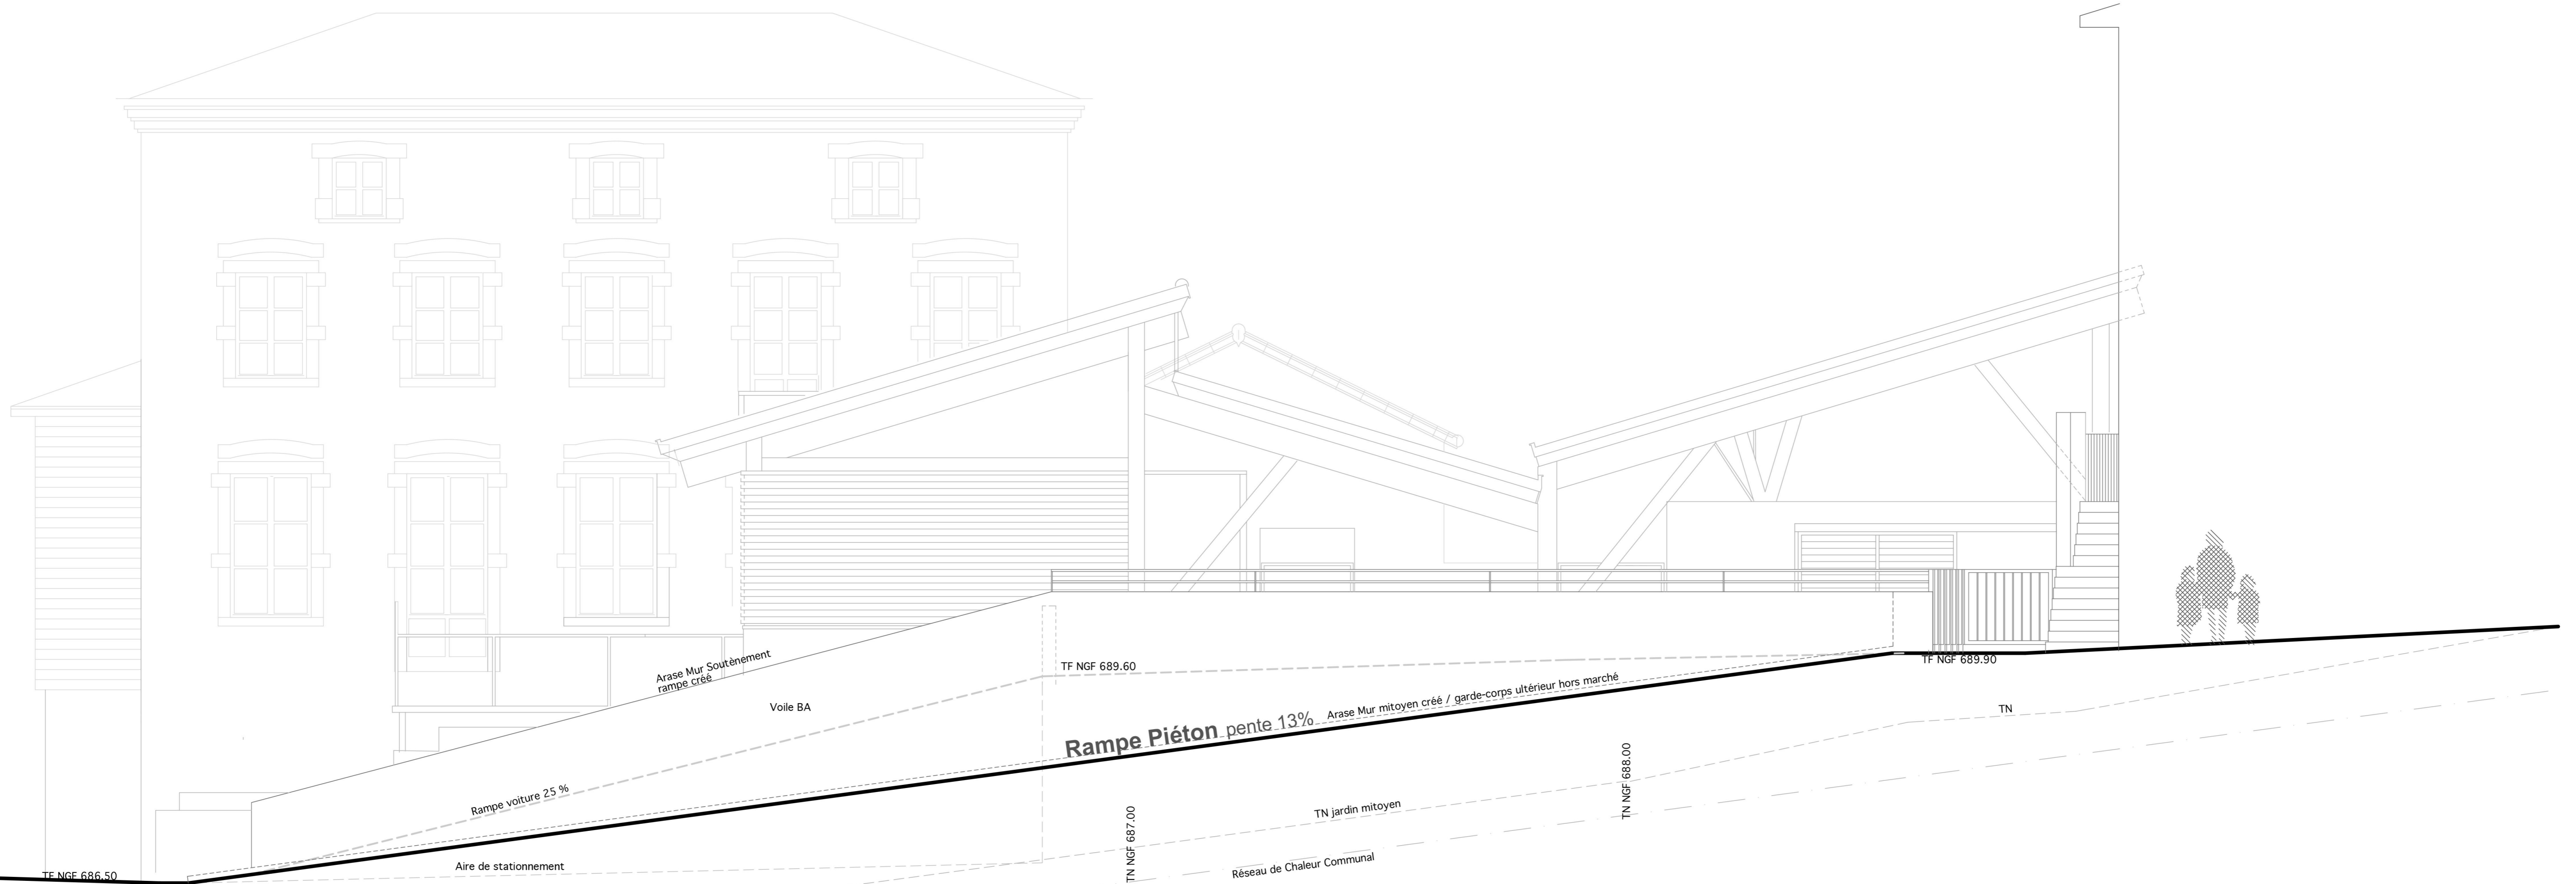 Arase Mur Soutènement
rampe créé
TF NGF 689.60
TF NGF 689.90
Voile BA
Arase Mur mitoyen créé / garde-corps ultérieur hors marché
TN
Rampe Piéton pente 13%
Rampe voiture 25 %
TN NGF 688.00
TN jardin mitoyen
TN NGF 687.00
Aire de stationnement
Réseau de Chaleur Communal
TF NGF 686.50